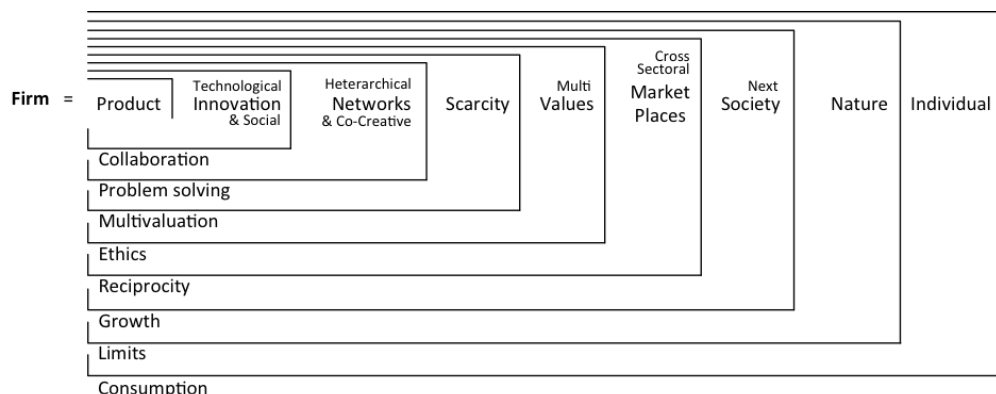 Firm =
Product
Technological
Innovation
& Social
Heterarchical
Networks
& Co-Creative
Scarcity
Multi
Values
Cross
Sectoral
Market
Places
Next
Society
Nature
Individual
Collaboration
Problem solving
Multivaluation
Ethics
Reciprocity
Growth
Limits
Consumption